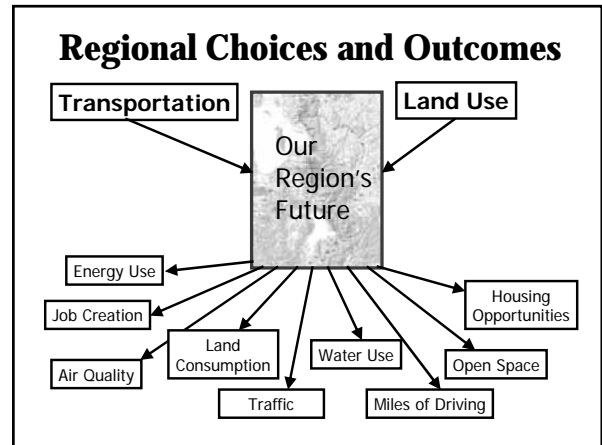 Regional Choices and Outcomes
Transportation
Land Use
Our
Region's
Future
Energy Use
Job Creation
Air Quality
Land
Consumption
Traffic
Water Use
Miles of Driving
Open Space
Housing
Opportunities